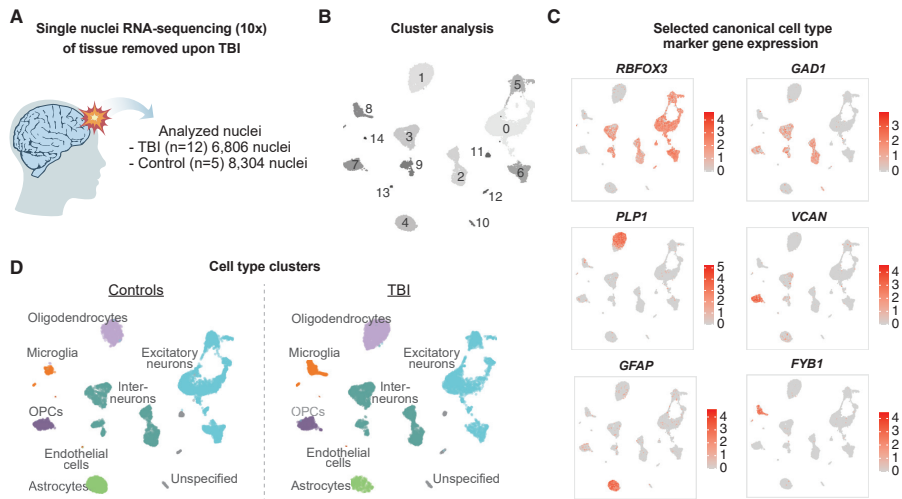 A
Single nuclei RNA-sequencing (10x)
of tissue removed upon TBI
Analyzed nuclei
- TBI (n=12) 6,806 nuclei
- Control (n=5) 8,304 nuclei
B
Cluster analysis
1
5
8
0
14
3
11
7
9
2
6
13
12
4
10
C
Selected canonical cell type
marker gene expression
RBFOX3
4
3
2
1
0
GAD1
3
2
1
0
PLP1
5
4
3
2
1
0
VCAN
4
3
2
1
0
GFAP
4
3
2
1
0
FYB1
4
3
2
1
0
D
Cell type clusters
Controls
Oligodendrocytes
Microglia
Excitatory
neurons
Inter-
neurons
OPCs
Endothelial
cells
Astrocytes
Unspecified
TBI
Oligodendrocytes
Microglia
Excitatory
neurons
Inter-
neurons
OPCs
Endothelial
cells
Astrocytes
Unspecified